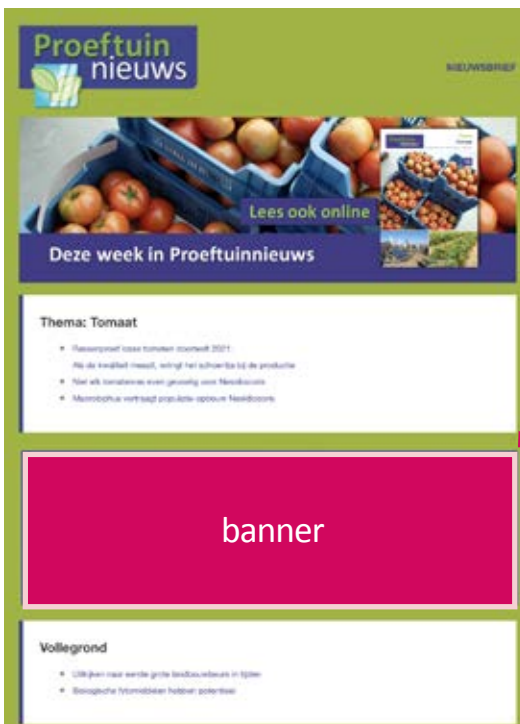 Proeftuin
nieuws
NIEUWSBRIEF
Lees ook online
Deze week in Proeftuinnieuws
Thema: Tomaat
Rassenproef losse tomaten doorteelt 2021:
Als de kwaliteit meezit, wringt het schoentje bij de productie
Niet elk tomatenras even gevoelig voor Nesidiocoris
Macrolophus vertraagt populatie-opbouw Nesidiocoris
banner
Vollegrond
Uitkijken naar eerste grote landbouwbeurs in tijden
Biologische fytomiddelen hebben potentieel